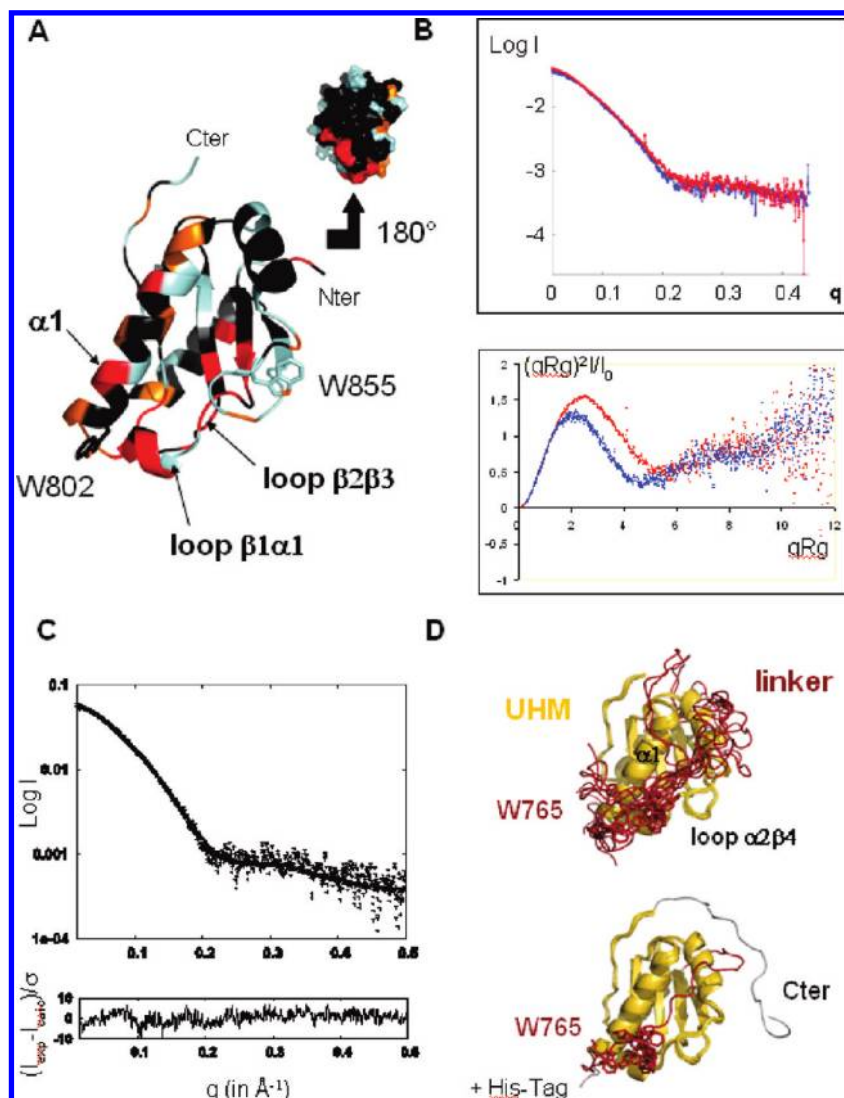 A
Cter
180°
Nter
α1
W855
W802
loop β2β3
loop β1α1
B
Log I
-2
-3
-4
0 0.1 0.2 0.3 0.4 q
(qRg)²I/I₀
2
1.5
1
0.5
0
-0.5
-1
0 2 4 6 8 10 12
qRg
C
Log I
0.1
0.01
0.001
1e-04
0.1 0.2 0.3 0.4 0.5
10
0
-10
0.1 0.2 0.3 0.4 0.5
q (in Å⁻¹)
D
linker
UHM
α1
W765
loop α2β4
Cter
W765
+ His-Tag